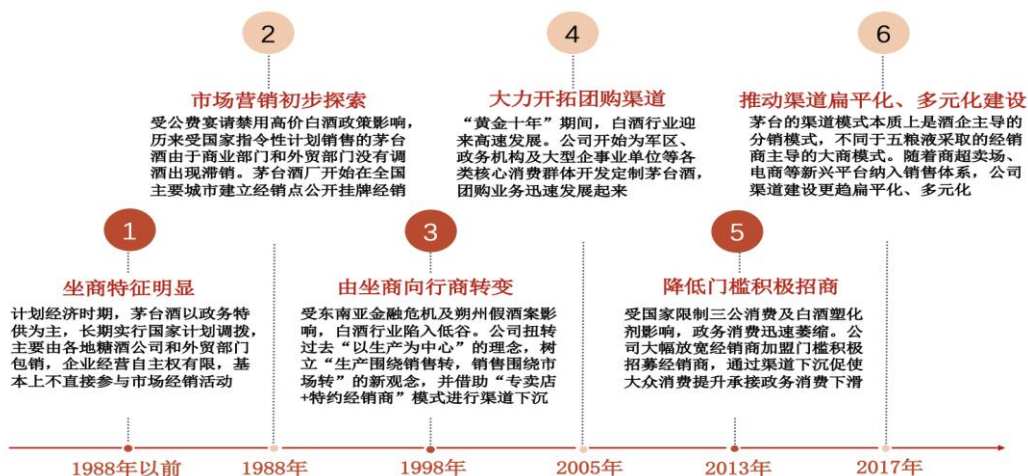 2
市场营销初步探索
受公费宴请禁用高价白酒政策影响，
历来受国家指令性计划销售的茅台
酒由于商业部门和外贸部门没有调
酒出现滞销。茅台酒厂开始在全国
主要城市建立经销点公开挂牌经销
4
大力开拓团购渠道
“黄金十年”期间，白酒行业迎
来高速发展。公司开始为军区、
政务机构及大型企事业单位等各
类核心消费群体开发定制茅台酒，
团购业务迅速发展起来
6
推动渠道扁平化、多元化建设
茅台的渠道模式本质上是酒企主导的
分销模式，不同于五粮液采取的经销
商主导的大商模式。随着商超卖场、
电商等新兴平台纳入销售体系，公司
渠道建设更趋扁平化、多元化
1
坐商特征明显
计划经济时期，茅台酒以政务特
供为主，长期实行国家计划调拨，
主要由各地糖酒公司和外贸部门
包销，企业经营自主权有限，基
本上不直接参与市场经销活动
3
由坐商向行商转变
受东南亚金融危机及朔州假酒案影
响，白酒行业陷入低谷。公司扭转
过去“以生产为中心”的理念，树
立“生产围绕销售转，销售围绕市
场转”的新观念，并借助“专卖店
+特约经销商”模式进行渠道下沉
5
降低门槛积极招商
受国家限制三公消费及白酒塑化
剂影响，政务消费迅速萎缩。公
司大幅放宽经销商加盟门槛积极
招募经销商，通过渠道下沉促使
大众消费提升承接政务消费下滑
1988年以前
1988年
1998年
2005年
2013年
2017年